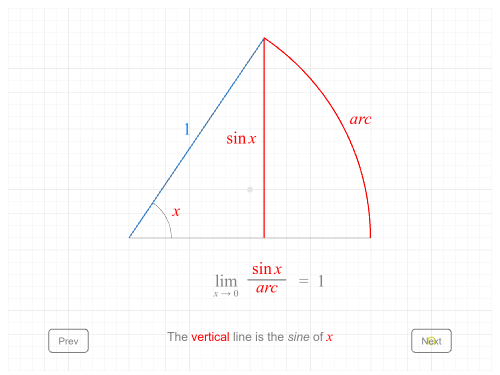 1
sin x
arc
x
lim x → 0 sin x / arc = 1
The vertical line is the sine of x
Prev
Next